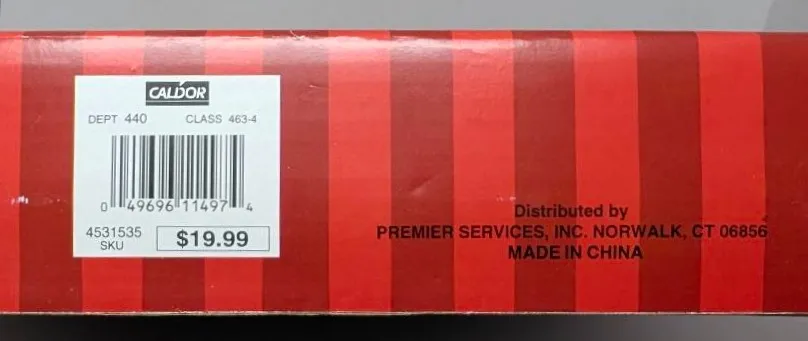 CALDOR
DEPT 440 CLASS 463-4
0 49696 11497 4
4531535
SKU
$19.99
Distributed by
PREMIER SERVICES, INC. NORWALK, CT 06856
MADE IN CHINA